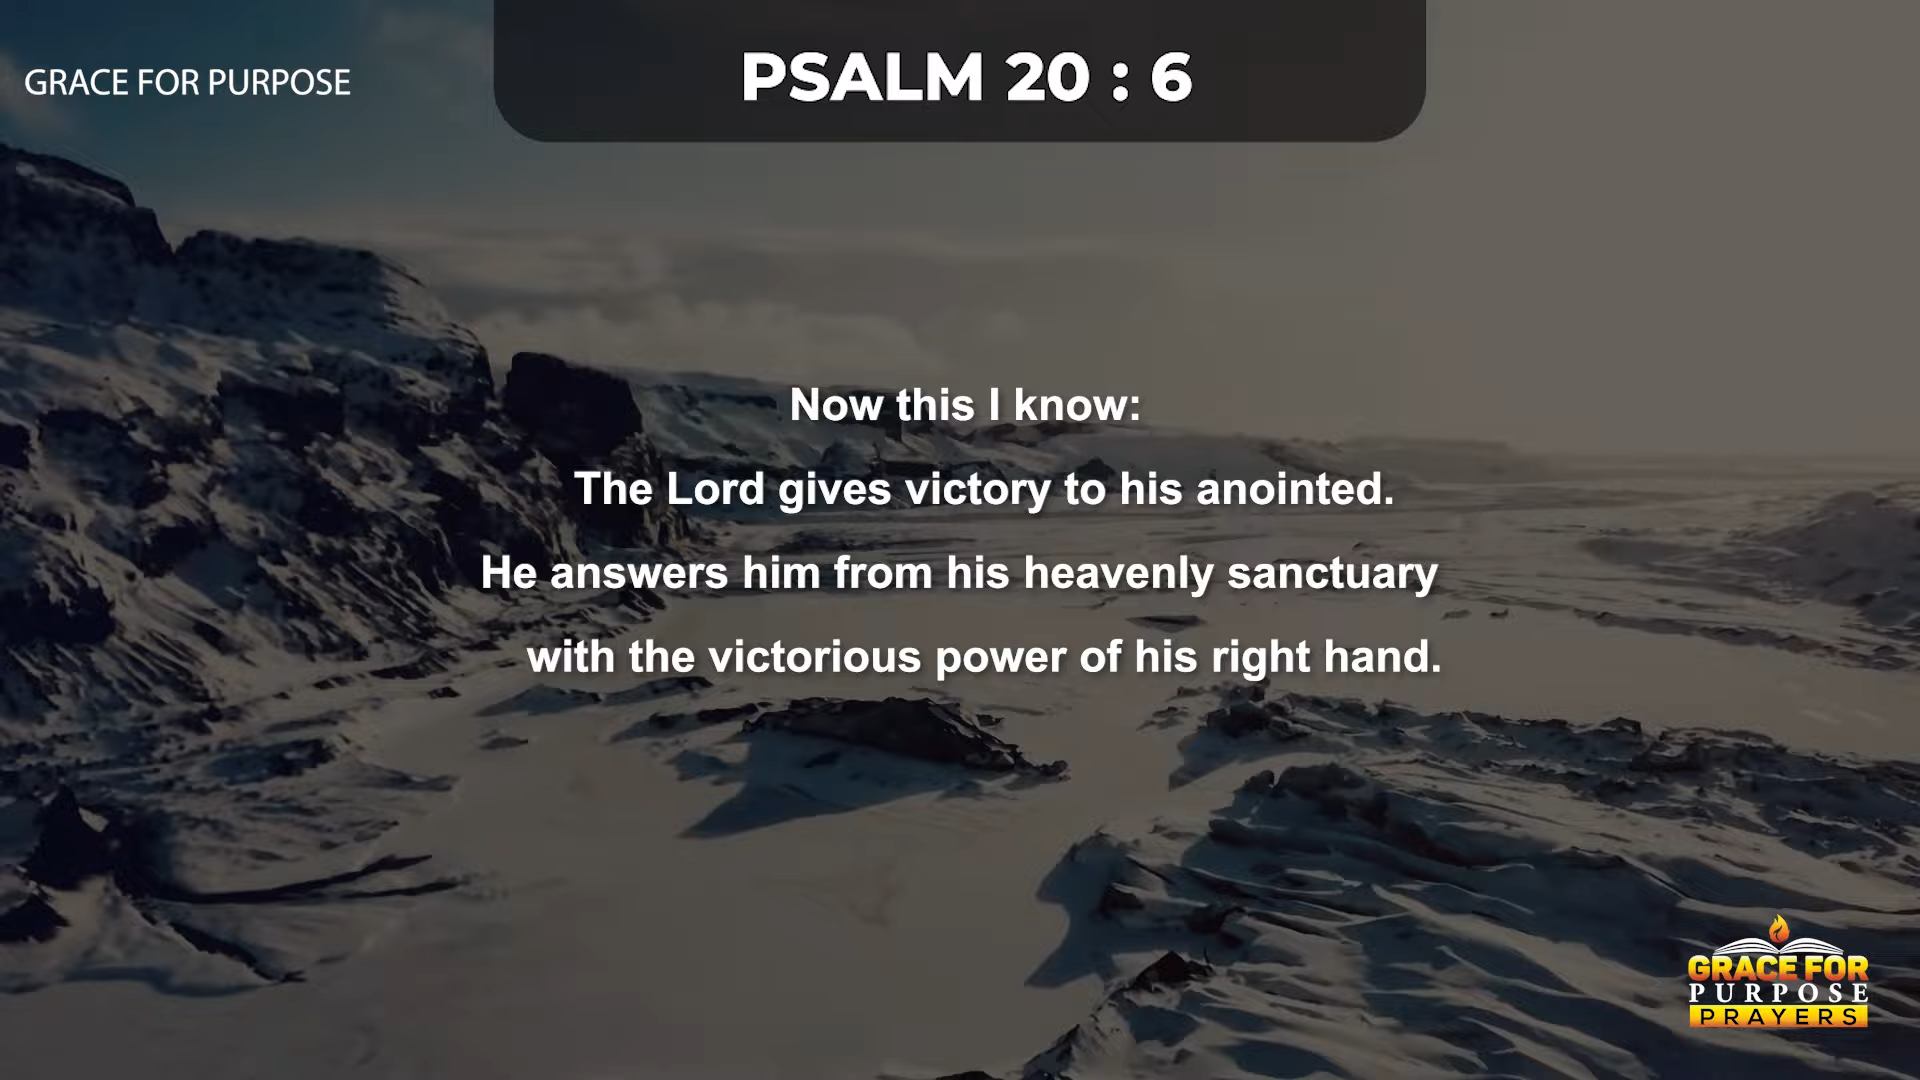 GRACE FOR PURPOSE
PSALM 20 : 6
Now this I know:
The Lord gives victory to his anointed.
He answers him from his heavenly sanctuary
with the victorious power of his right hand.
GRACE FOR
PURPOSE
PRAYERS